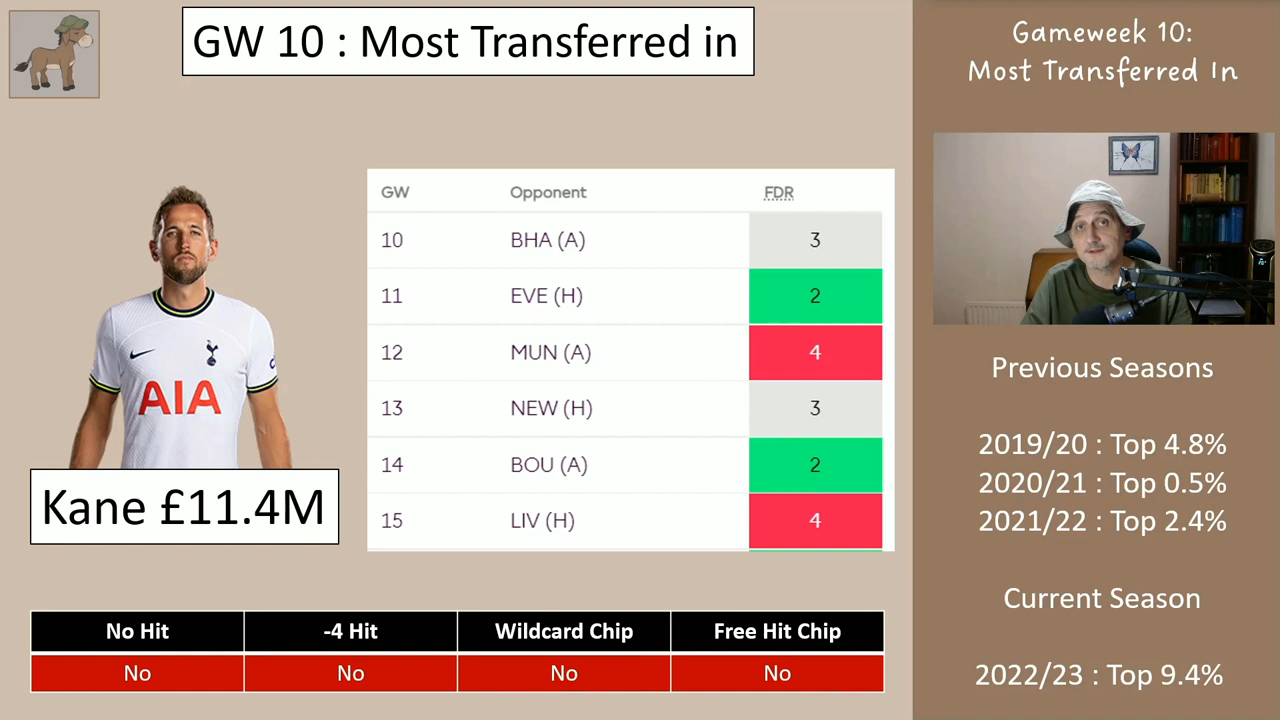 GW 10 : Most Transferred in
Gameweek 10:
Most Transferred In
GW Opponent FDR
10 BHA (A) 3
11 EVE (H) 2
12 MUN (A) 4
13 NEW (H) 3
14 BOU (A) 2
15 LIV (H) 4
AIA
Kane £11.4M
No Hit -4 Hit Wildcard Chip Free Hit Chip
No No No No
Previous Seasons
2019/20 : Top 4.8%
2020/21 : Top 0.5%
2021/22 : Top 2.4%
Current Season
2022/23 : Top 9.4%